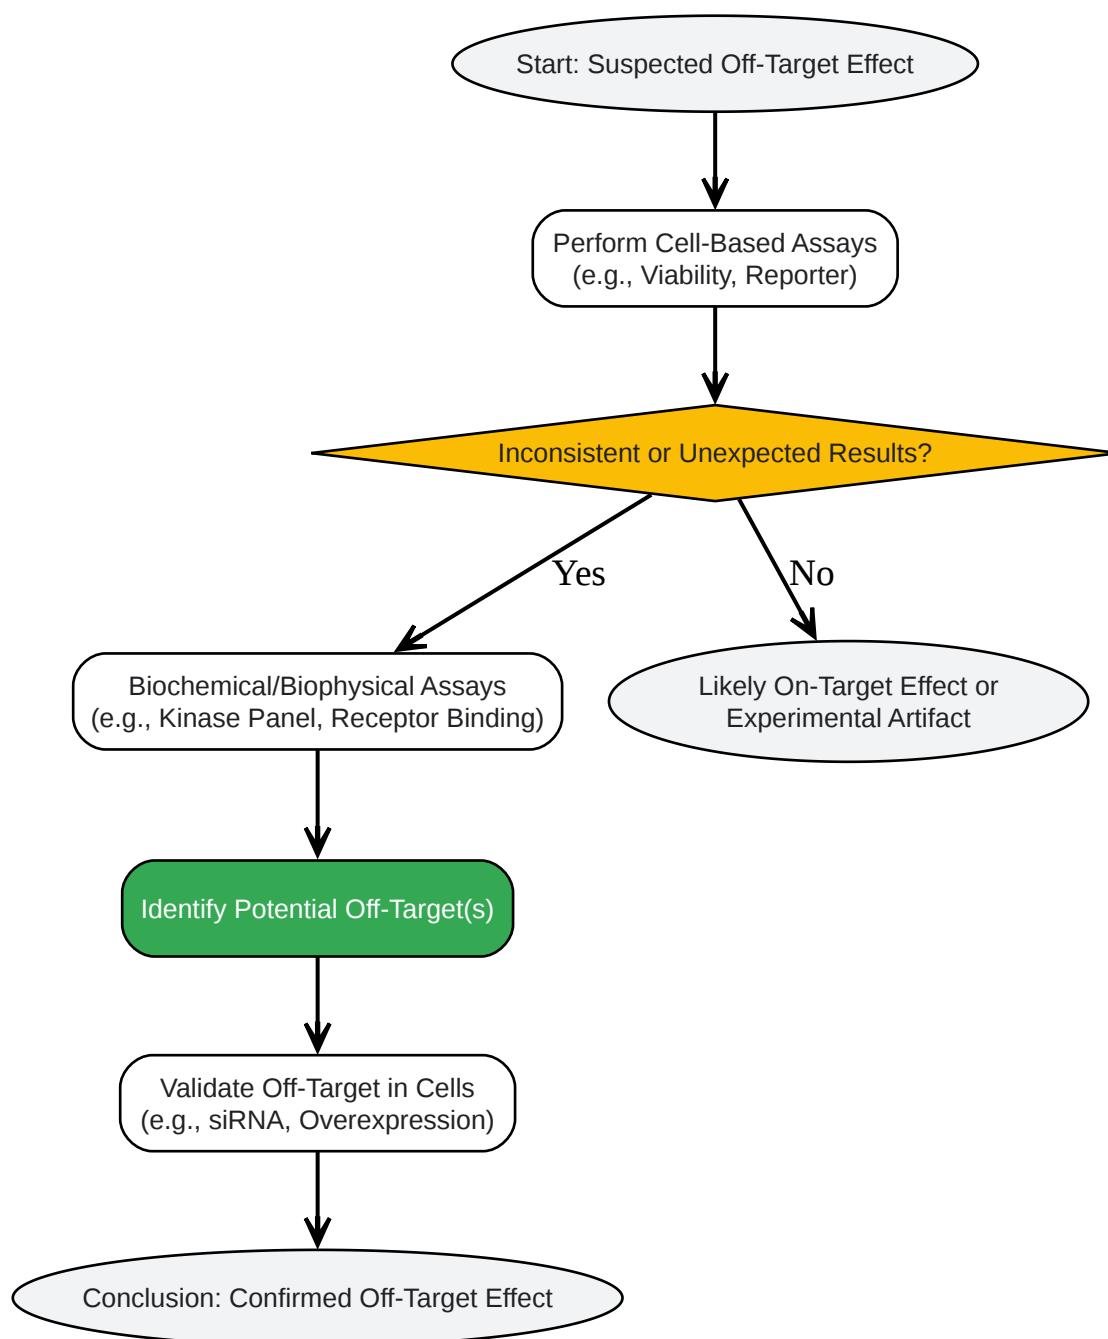 Start: Suspected Off-Target Effect
Perform Cell-Based Assays
(e.g., Viability, Reporter)
Inconsistent or Unexpected Results?
Yes
No
Biochemical/Biophysical Assays
(e.g., Kinase Panel, Receptor Binding)
Likely On-Target Effect or
Experimental Artifact
Identify Potential Off-Target(s)
Validate Off-Target in Cells
(e.g., siRNA, Overexpression)
Conclusion: Confirmed Off-Target Effect